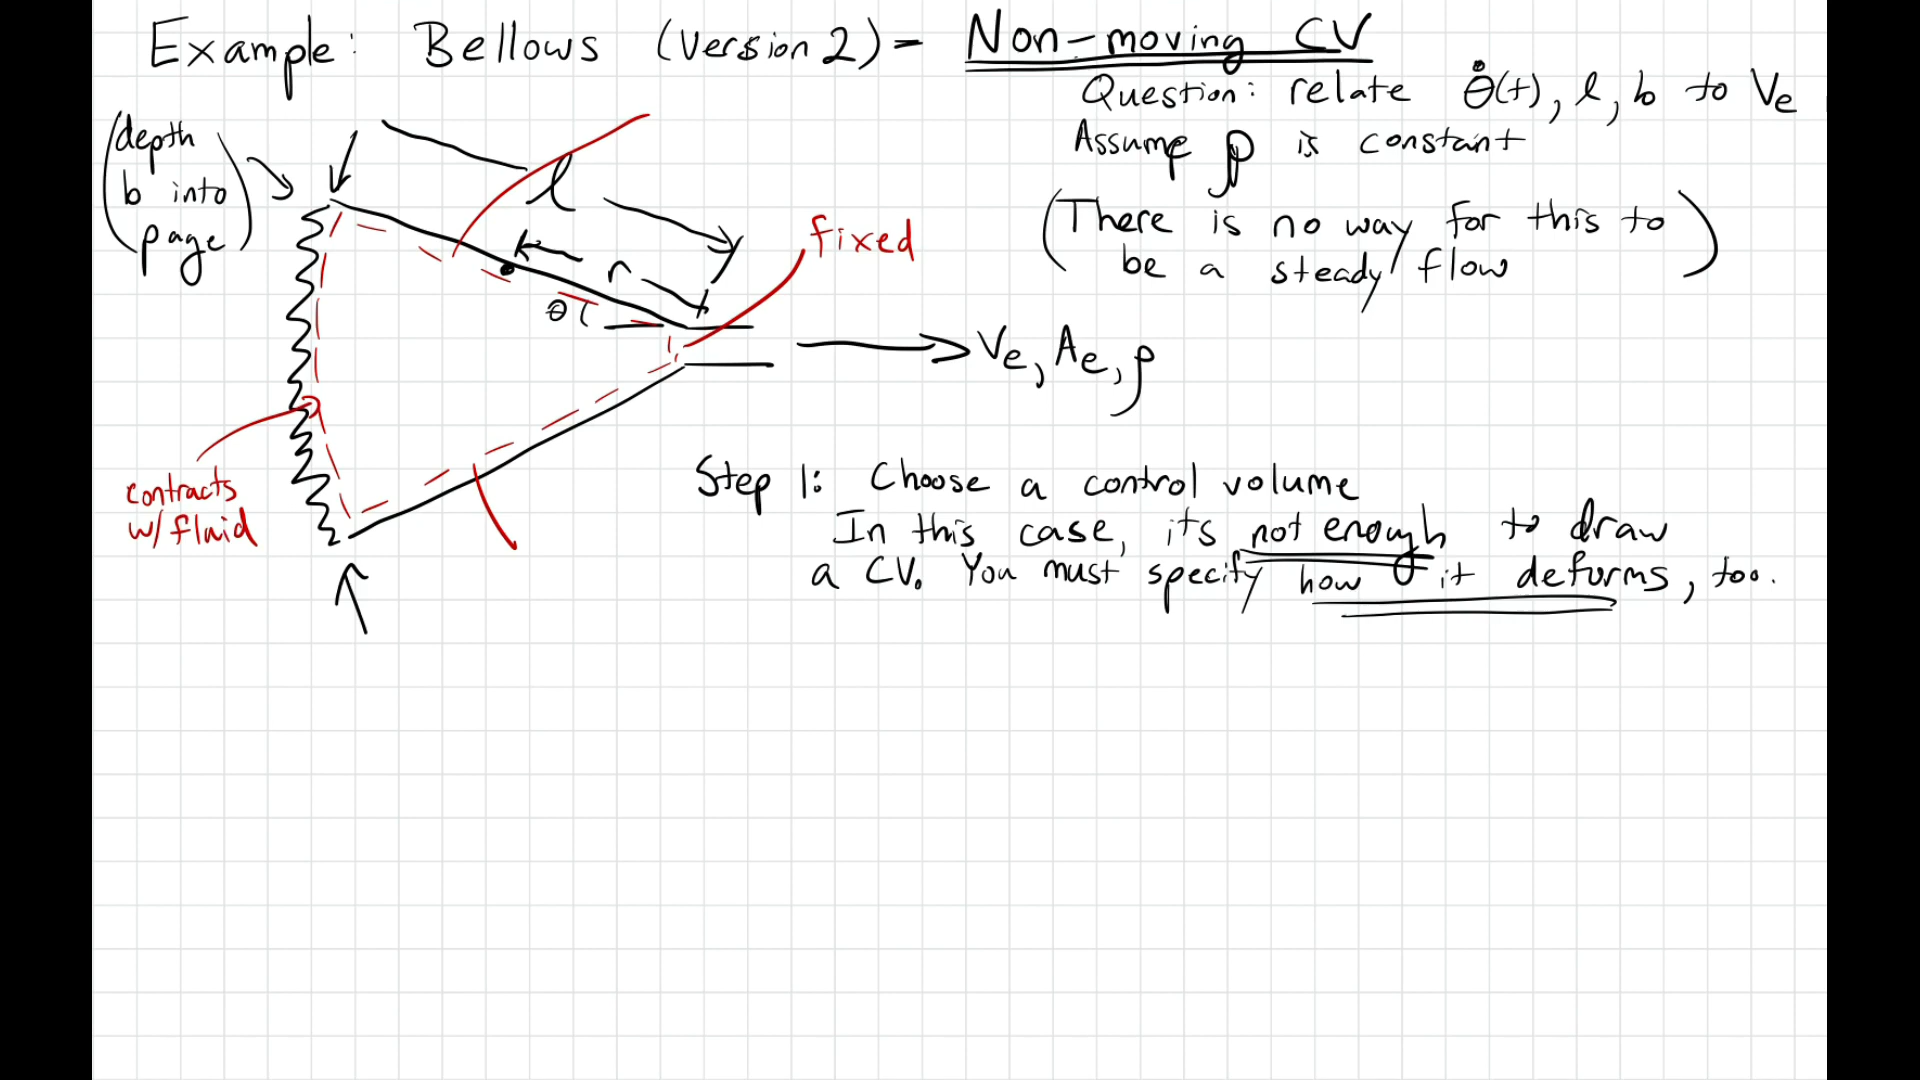 Example: Bellows (Version 2) - Non-moving CV
Question: relate θ̇(t), l, b to Ve
Assume ρ is constant
(There is no way for this to
be a steady flow)
(depth
b into
page)
l
r
θ
fixed
Ve, Ae, ρ
contracts
w/ fluid
Step 1: Choose a control volume
In this case, it's not enough to draw
a CV. You must specify how it deforms, too.